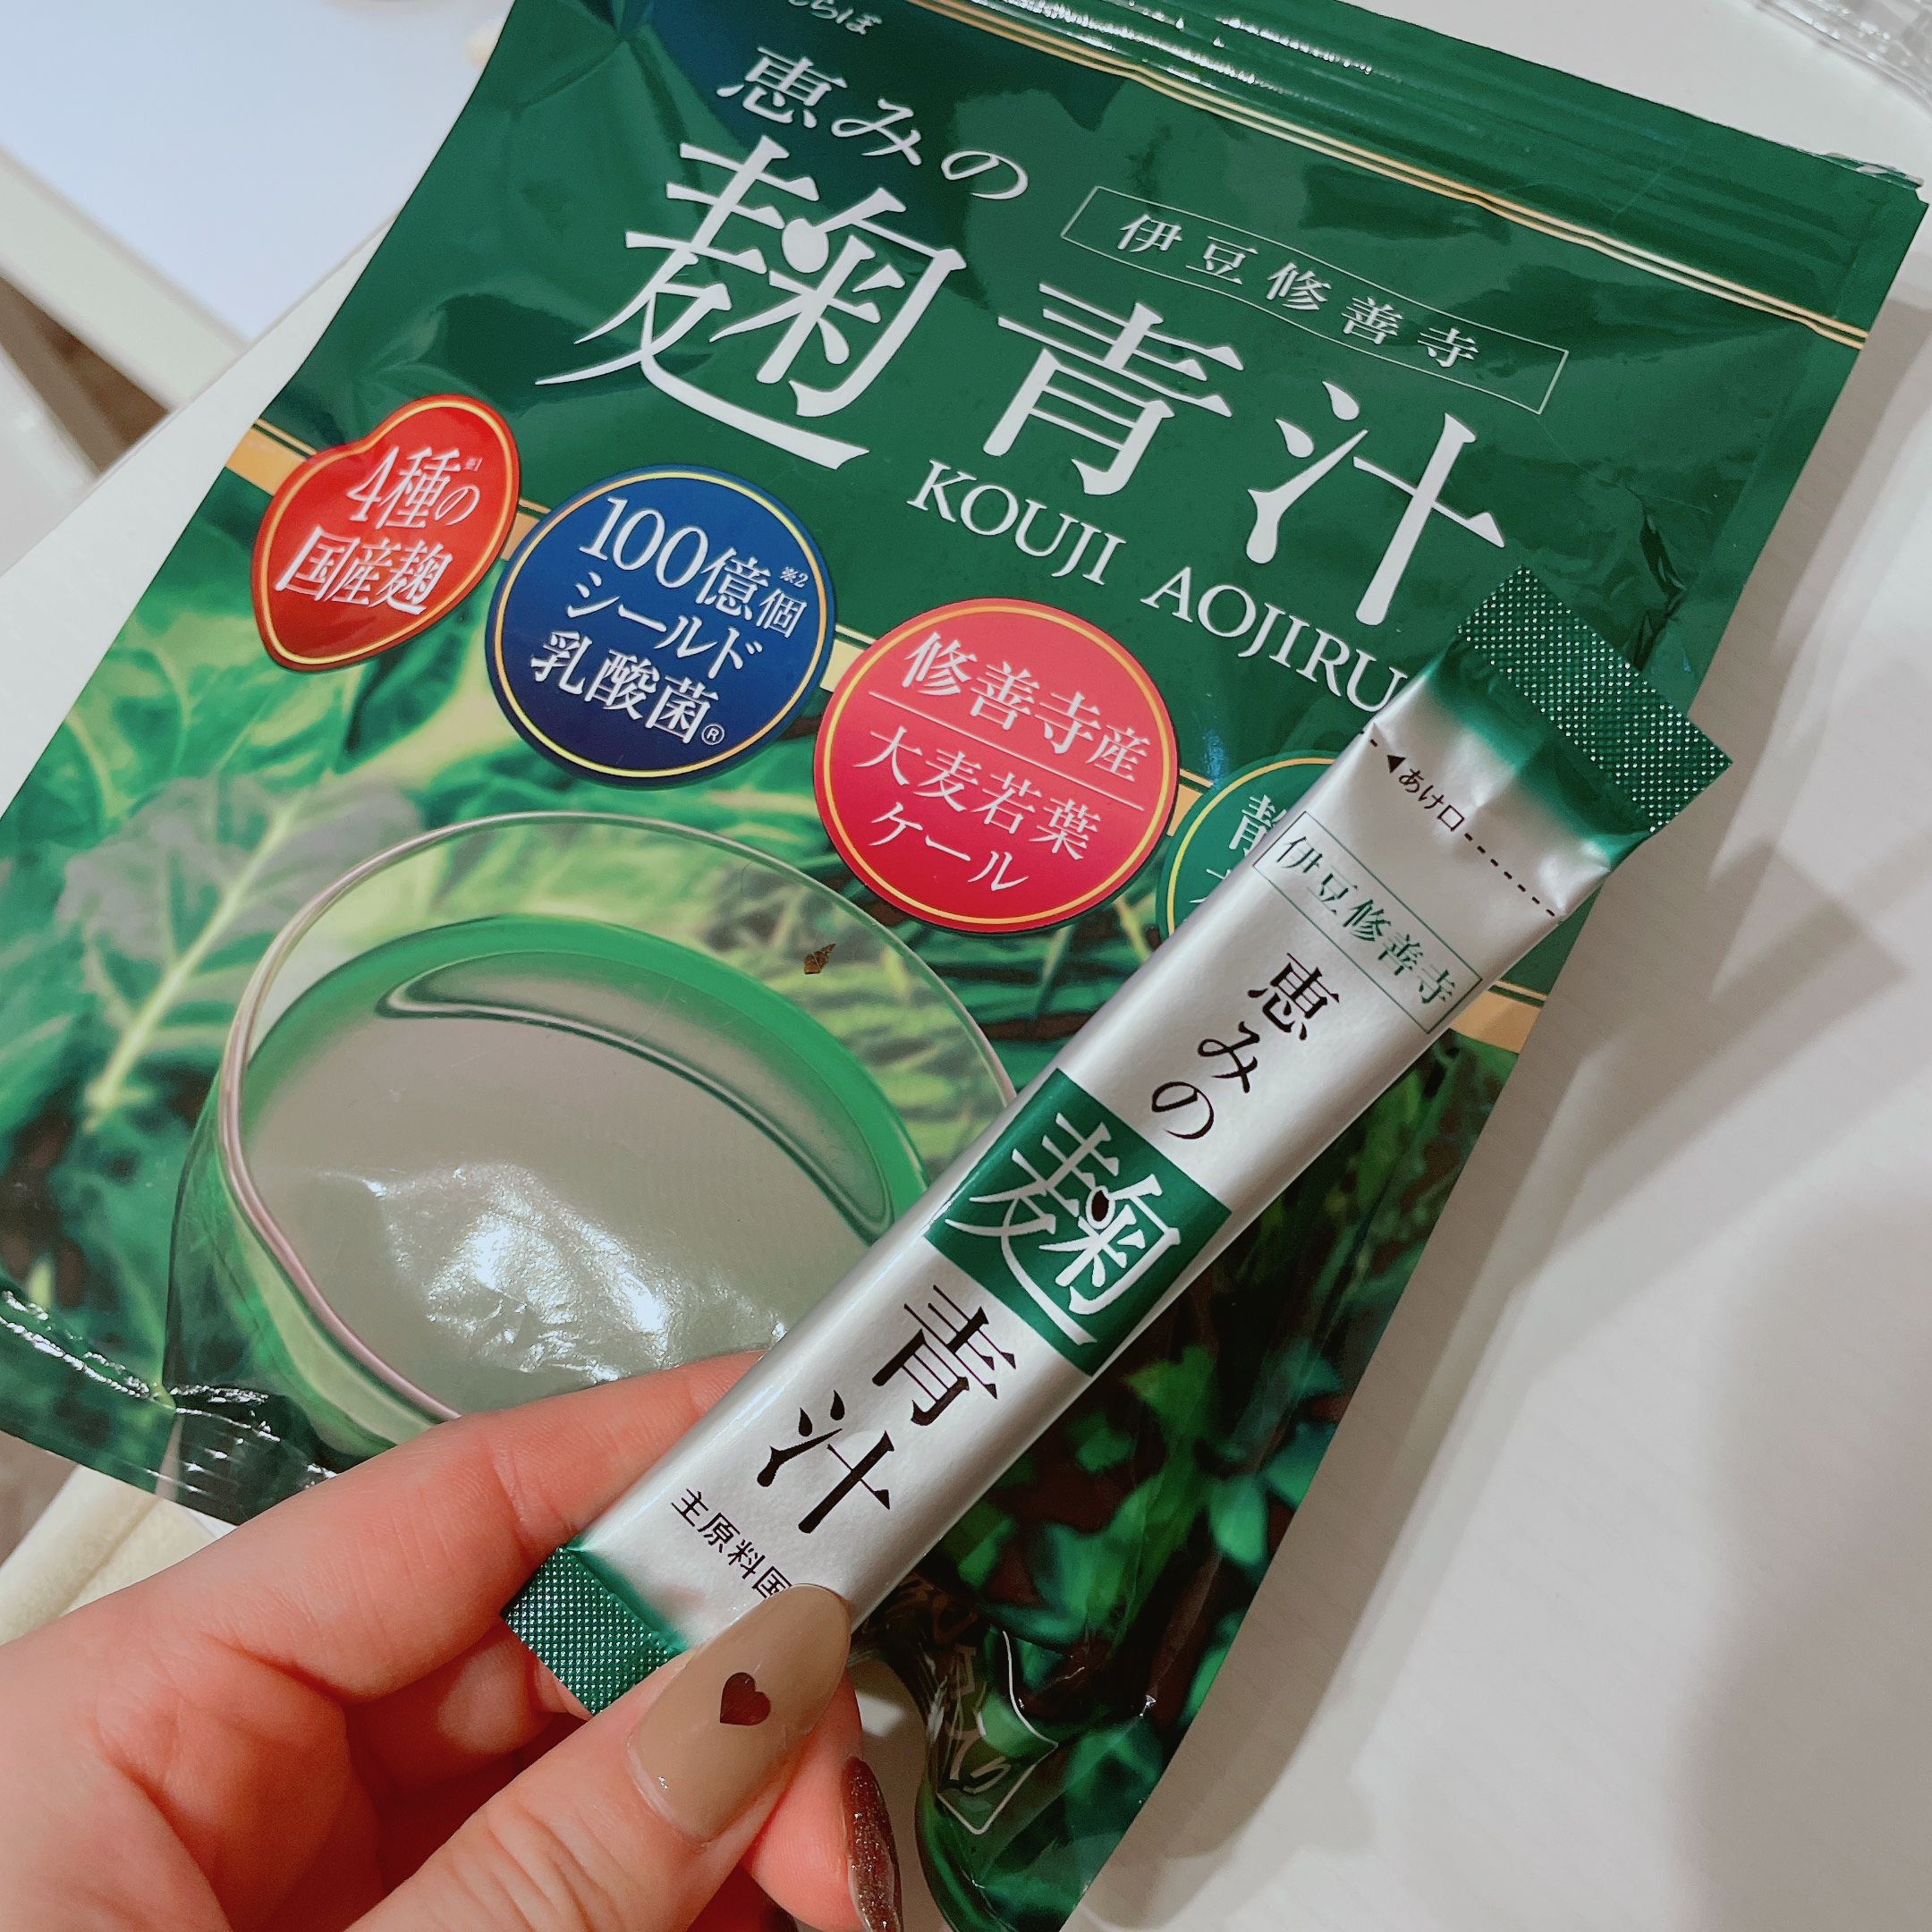 恵みの
麹青汁
伊豆修善寺
KOUJI AOJIRU
4種の※1
国産麹
100億個※2
シールド
乳酸菌®
修善寺産
大麦若葉
ケール
◀あけ口
伊豆修善寺
恵みの
麹
青汁
主原料国